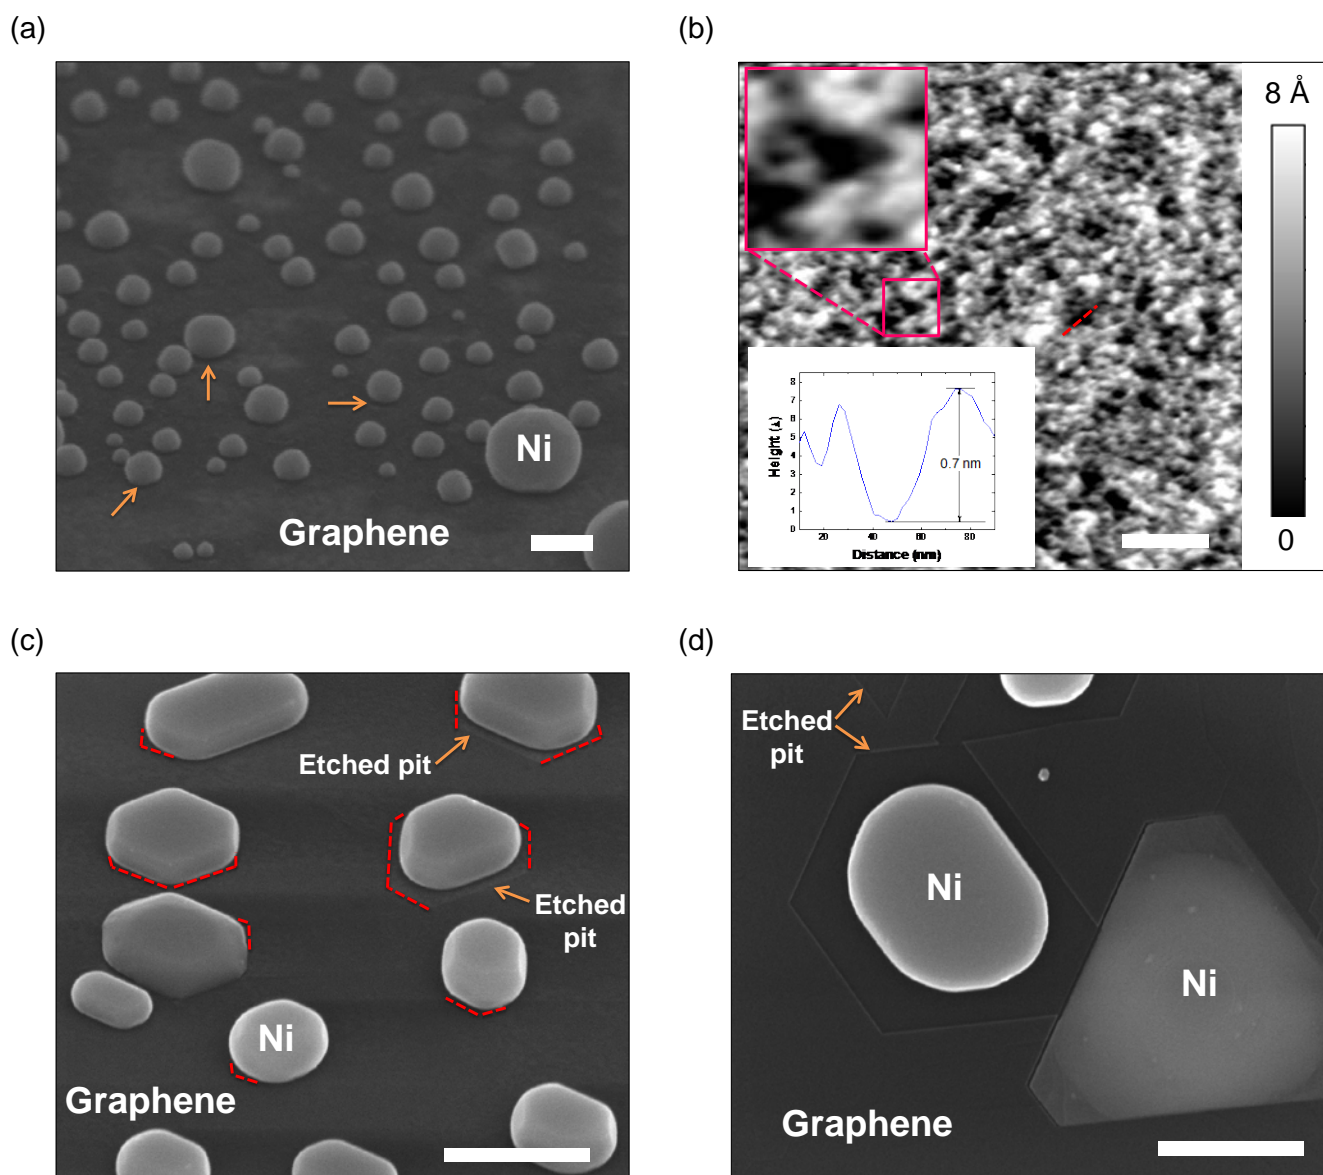 (a)
(b)
Ni
Graphene
8 Å
0
Height (Å)
8
7
6
5
4
3
2
1
0
0.7 nm
20
40
60
80
Distance (nm)
(c)
(d)
Etched pit
Etched
pit
Ni
Graphene
Etched
pit
Ni
Ni
Graphene